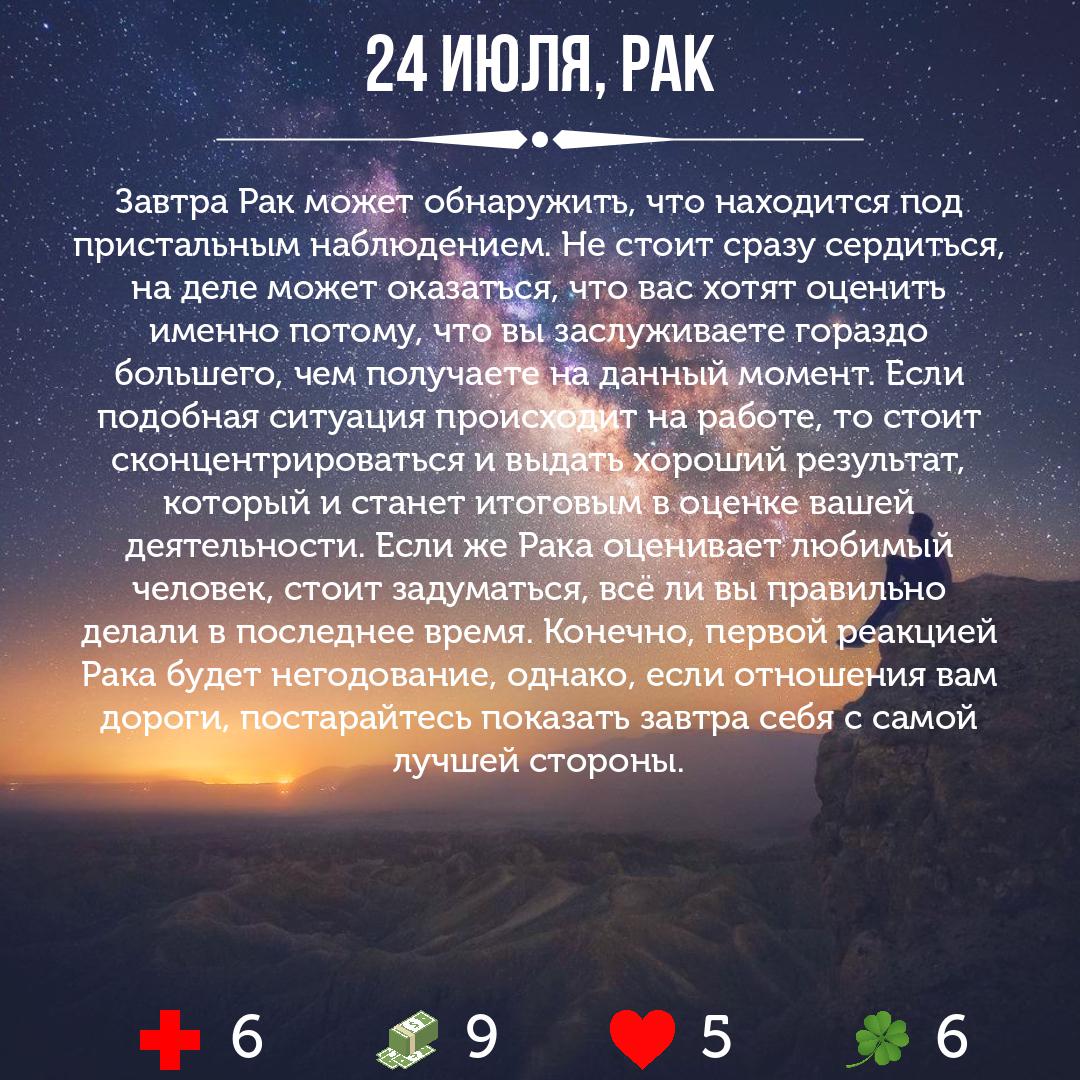 24 ИЮЛЯ, РАК
Завтра Рак может обнаружить, что находится под
пристальным наблюдением. Не стоит сразу сердиться,
на деле может оказаться, что вас хотят оценить
именно потому, что вы заслуживаете гораздо
большего, чем получаете на данный момент. Если
подобная ситуация происходит на работе, то стоит
сконцентрироваться и выдать хороший результат,
который и станет итоговым в оценке вашей
деятельности. Если же Рака оценивает любимый
человек, стоит задуматься, всё ли вы правильно
делали в последнее время. Конечно, первой реакцией
Рака будет негодование, однако, если отношения вам
дороги, постарайтесь показать завтра себя с самой
лучшей стороны.
6 9 5 6